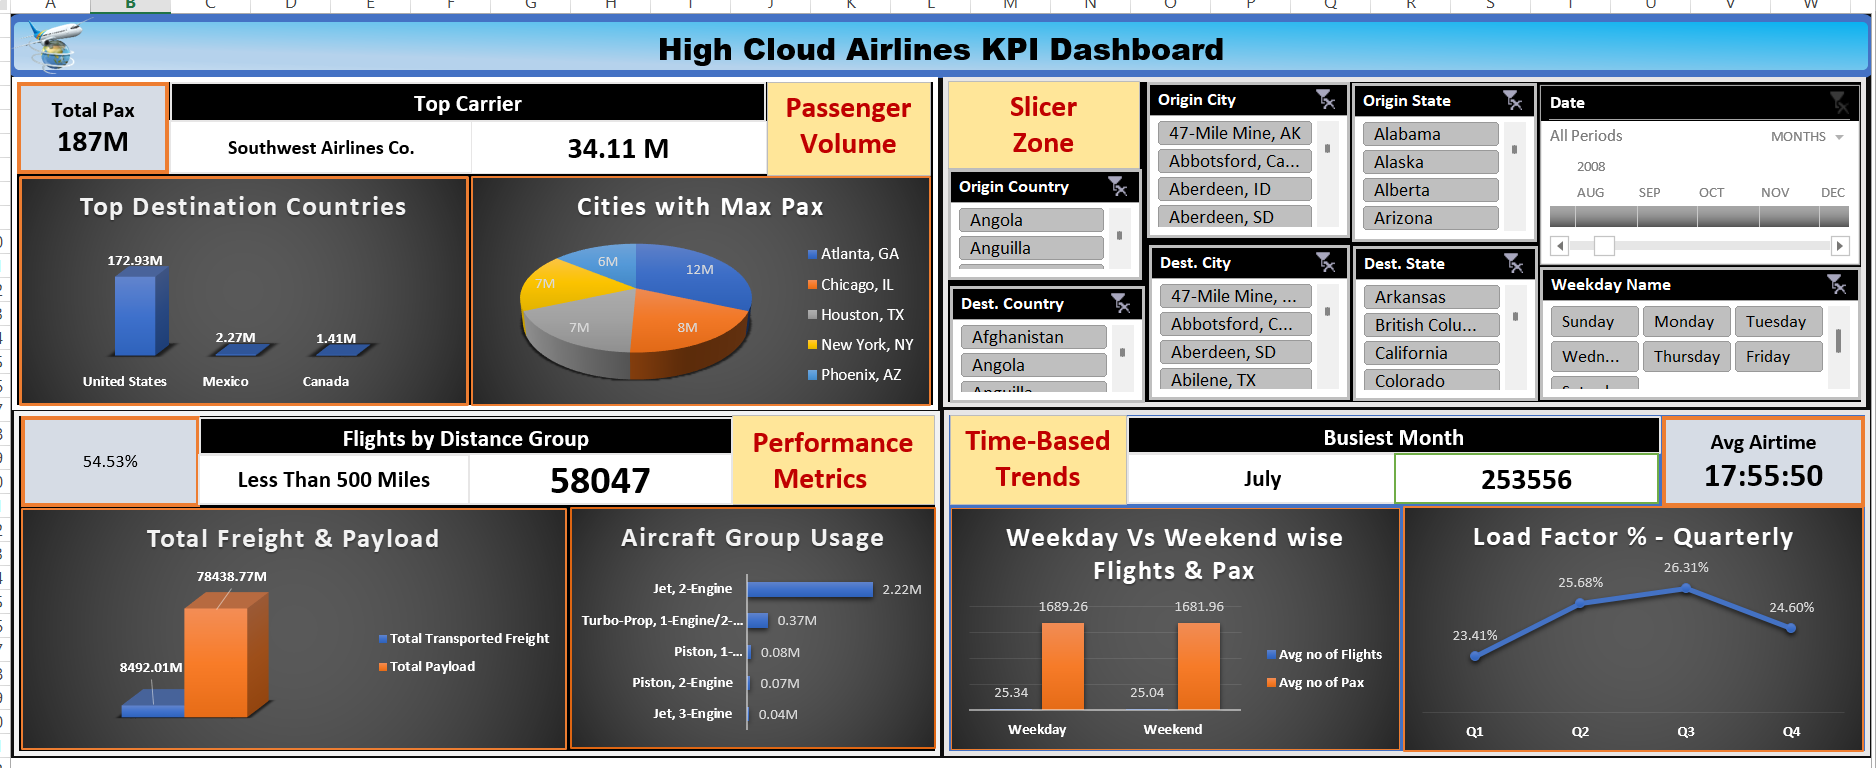 A B C D E F G H I J K L M N O P Q R S T U V W
High Cloud Airlines KPI Dashboard
Total Pax
187M
Top Carrier
Southwest Airlines Co.
34.11 M
Passenger
Volume
Top Destination Countries
172.93M
2.27M
1.41M
United States
Mexico
Canada
Cities with Max Pax
6M
12M
7M
7M
8M
Atlanta, GA
Chicago, IL
Houston, TX
New York, NY
Phoenix, AZ
Slicer
Zone
Origin Country
Angola
Anguilla
Dest. Country
Afghanistan
Angola
Anguilla
Origin City
47-Mile Mine, AK
Abbotsford, Ca...
Aberdeen, ID
Aberdeen, SD
Dest. City
47-Mile Mine, ...
Abbotsford, C...
Aberdeen, SD
Abilene, TX
Origin State
Alabama
Alaska
Alberta
Arizona
Dest. State
Arkansas
British Colu...
California
Colorado
Date
All Periods
MONTHS
2008
AUG SEP OCT NOV DEC
Weekday Name
Sunday Monday Tuesday
Wedn... Thursday Friday
54.53%
Flights by Distance Group
Less Than 500 Miles
58047
Performance
Metrics
Total Freight & Payload
78438.77M
8492.01M
Total Transported Freight
Total Payload
Aircraft Group Usage
Jet, 2-Engine 2.22M
Turbo-Prop, 1-Engine/2-... 0.37M
Piston, 1-... 0.08M
Piston, 2-Engine 0.07M
Jet, 3-Engine 0.04M
Time-Based
Trends
Busiest Month
July
253556
Avg Airtime
17:55:50
Weekday Vs Weekend wise
Flights & Pax
1689.26
1681.96
25.34
25.04
Weekday
Weekend
Avg no of Flights
Avg no of Pax
Load Factor % - Quarterly
23.41%
25.68%
26.31%
24.60%
Q1 Q2 Q3 Q4